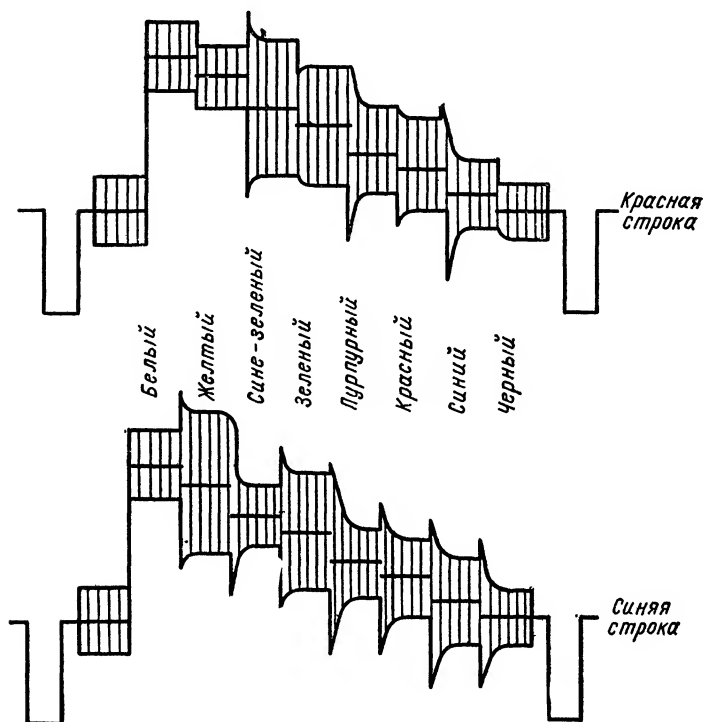 Красная
строка
Белый
Желтый
Сине-зеленый
Зеленый
Пурпурный
Красный
Синий
Черный
Синяя
строка